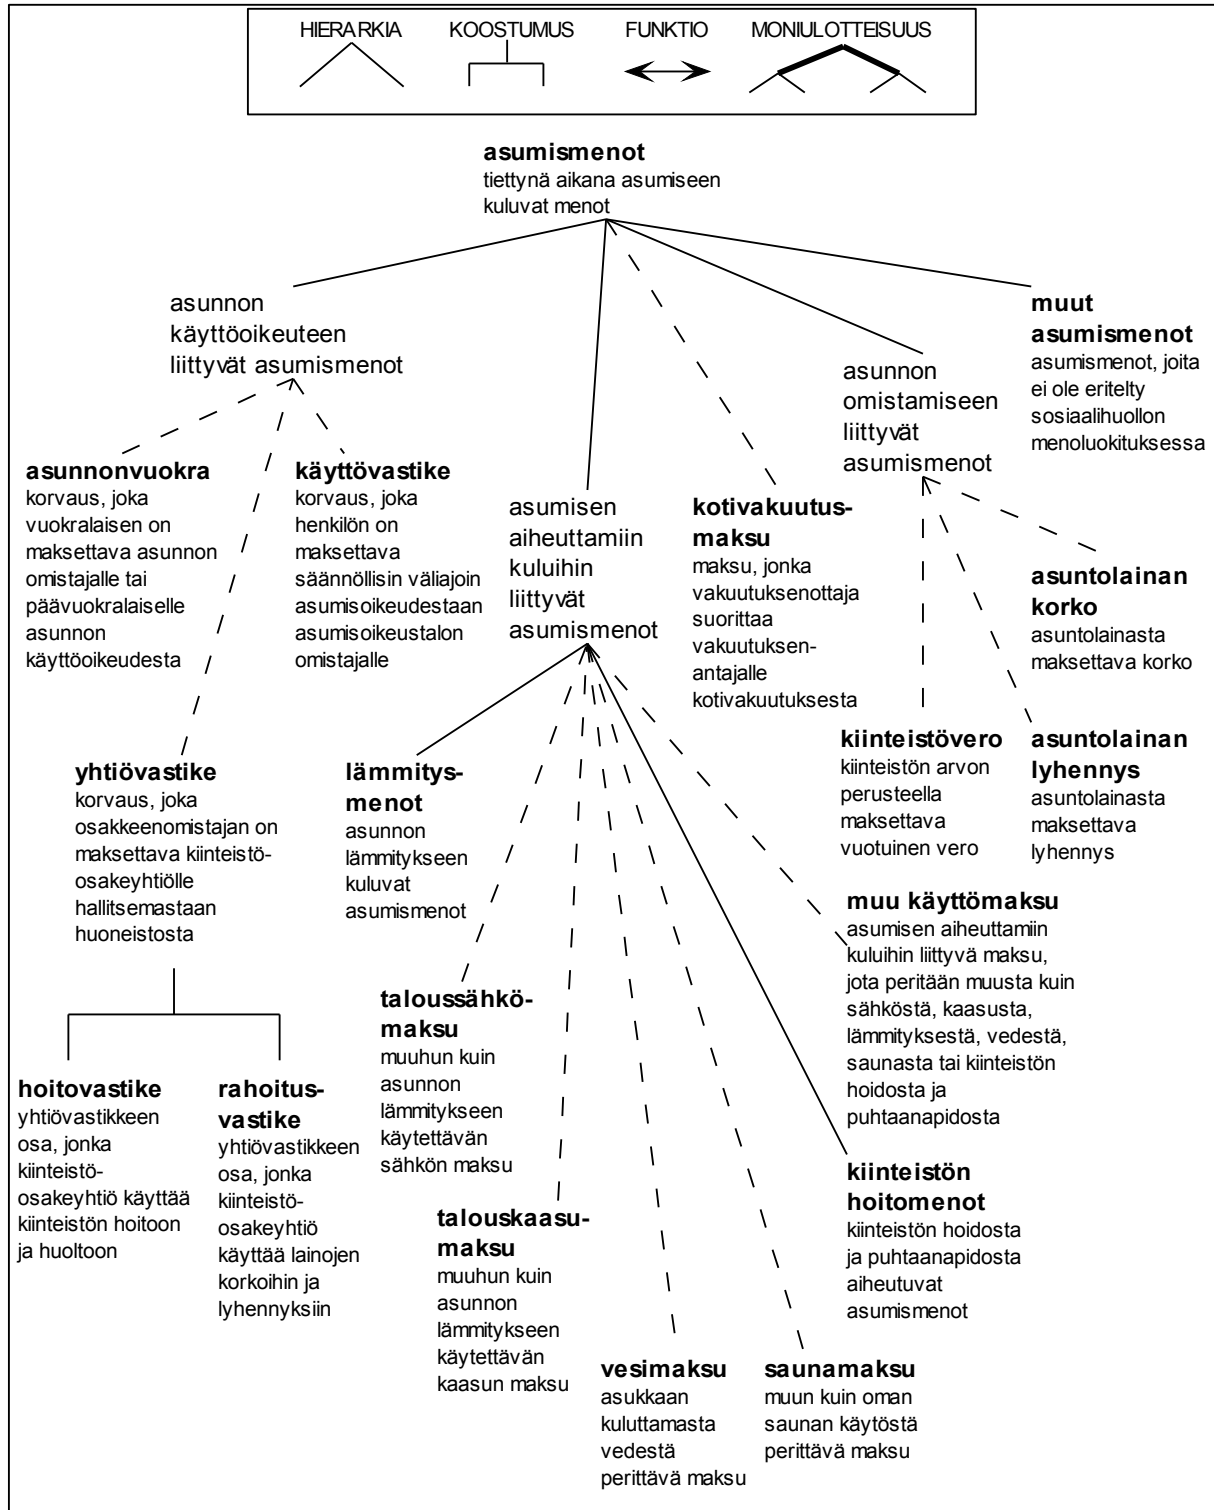 HIERARKIA KOOSTUMUS FUNKTIO MONIULOTTEISUUS
asumismenot
tiettynä aikana asumiseen
kuluvat menot
asunnon
käyttöoikeuteen
liittyvät asumismenot
muut
asumismenot
asumismenot, joita
ei ole eritelty
sosiaalihuollon
menoluokituksessa
asunnon
omistamiseen
liittyvät
asumismenot
asunnonvuokra
korvaus, joka
vuokralaisen on
maksettava asunnon
omistajalle tai
päävuokralaiselle
asunnon
käyttöoikeudesta
käyttövastike
korvaus, joka
henkilön on
maksettava
säännöllisin väliajoin
asumisoikeudestaan
asumisoikeustalon
omistajalle
asumisen
aiheuttamiin
kuluihin
liittyvät
asumismenot
kotivakuutus-
maksu
maksu, jonka
vakuutuksenottaja
suorittaa
vakuutuksen-
antajalle
kotivakuutuksesta
asuntolainan
korko
asuntolainasta
maksettava korko
kiinteistövero
kiinteistön arvon
perusteella
maksettava
vuotuinen vero
asuntolainan
lyhennys
asuntolainasta
maksettava
lyhennys
yhtiövastike
korvaus, joka
osakkeenomistajan on
maksettava kiinteistö-
osakeyhtiölle
hallitsemastaan
huoneistosta
lämmitys-
menot
asunnon
lämmitykseen
kuluvat
asumismenot
muu käyttömaksu
asumisen aiheuttamiin
kuluihin liittyvä maksu,
jota peritään muusta kuin
sähköstä, kaasusta,
lämmityksestä, vedestä,
saunasta tai kiinteistön
hoidosta ja
puhtaanapidosta
taloussähkö-
maksu
muuhun kuin
asunnon
lämmitykseen
käytettävän
sähkön maksu
hoitovastike
yhtiövastikkeen
osa, jonka
kiinteistö-
osakeyhtiö käyttää
kiinteistön hoitoon
ja huoltoon
rahoitus-
vastike
yhtiövastikkeen
osa, jonka
kiinteistö-
osakeyhtiö
käyttää lainojen
korkoihin ja
lyhennyksiin
kiinteistön
hoitomenot
kiinteistön hoidosta
ja puhtaanapidosta
aiheutuvat
asumismenot
talouskaasu-
maksu
muuhun kuin
asunnon
lämmitykseen
käytettävän
kaasun maksu
vesimaksu
asukkaan
kuluttamasta
vedestä
perittävä maksu
saunamaksu
muun kuin oman
saunan käytöstä
perittävä maksu